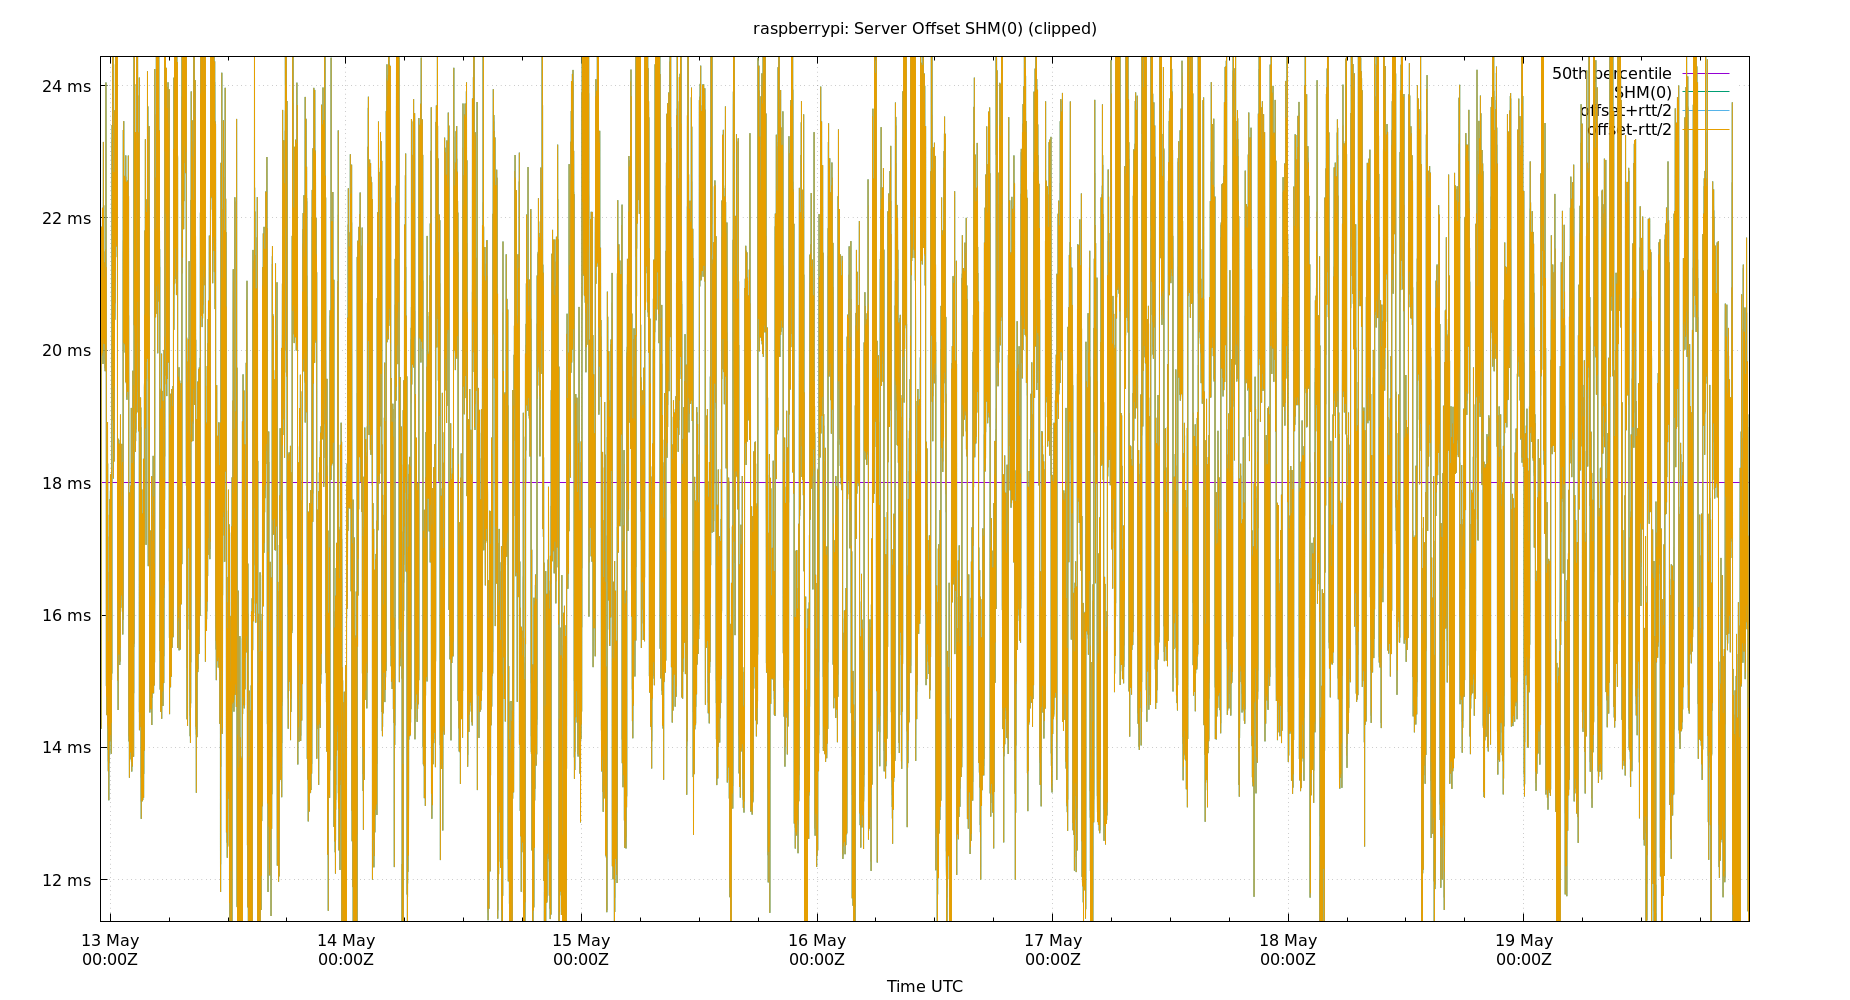 raspberrypi: Server Offset SHM(0) (clipped)
24 ms
22 ms
20 ms
18 ms
16 ms
14 ms
12 ms
50th percentile
SHM(0)
offset+rtt/2
offset-rtt/2
13 May
00:00Z
14 May
00:00Z
15 May
00:00Z
16 May
00:00Z
17 May
00:00Z
18 May
00:00Z
19 May
00:00Z
Time UTC